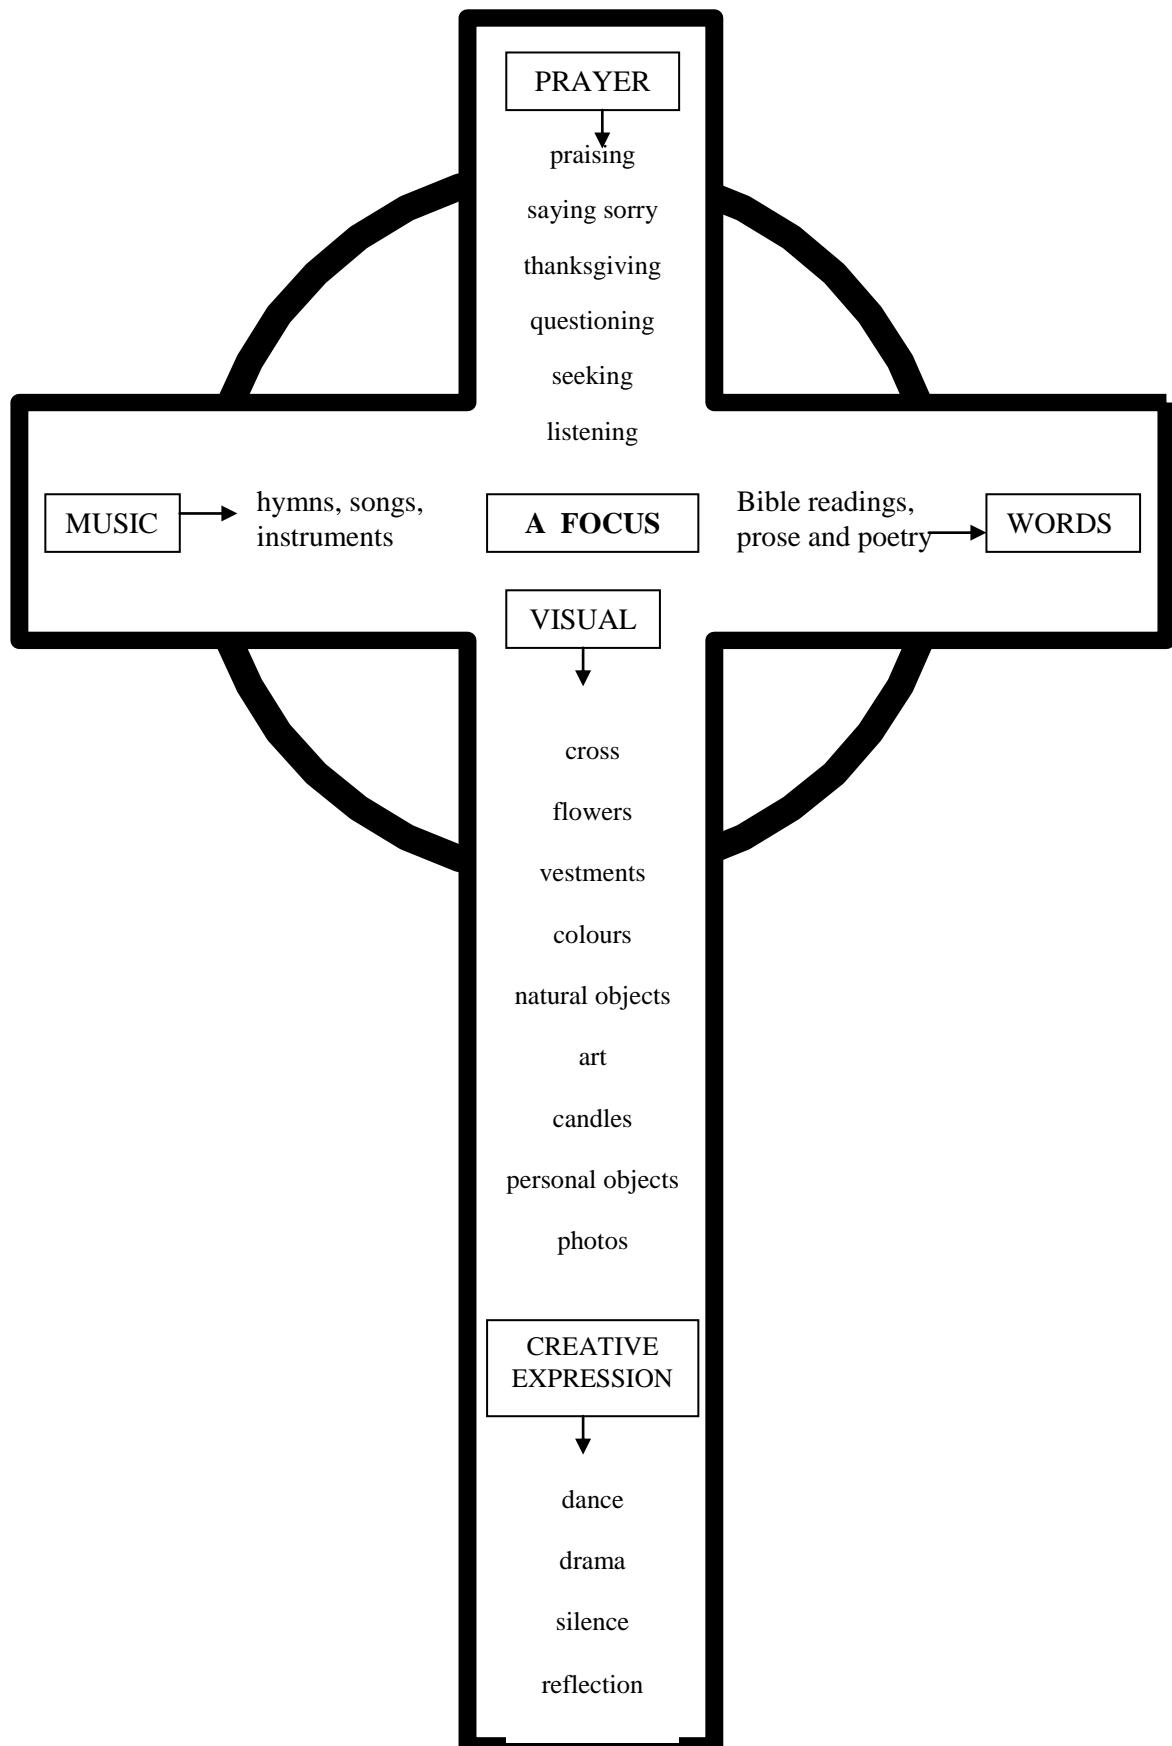 PRAYER
praising
saying sorry
thanksgiving
questioning
seeking
listening
MUSIC
hymns, songs,
instruments
A FOCUS
Bible readings,
prose and poetry
WORDS
VISUAL
cross
flowers
vestments
colours
natural objects
art
candles
personal objects
photos
CREATIVE
EXPRESSION
dance
drama
silence
reflection